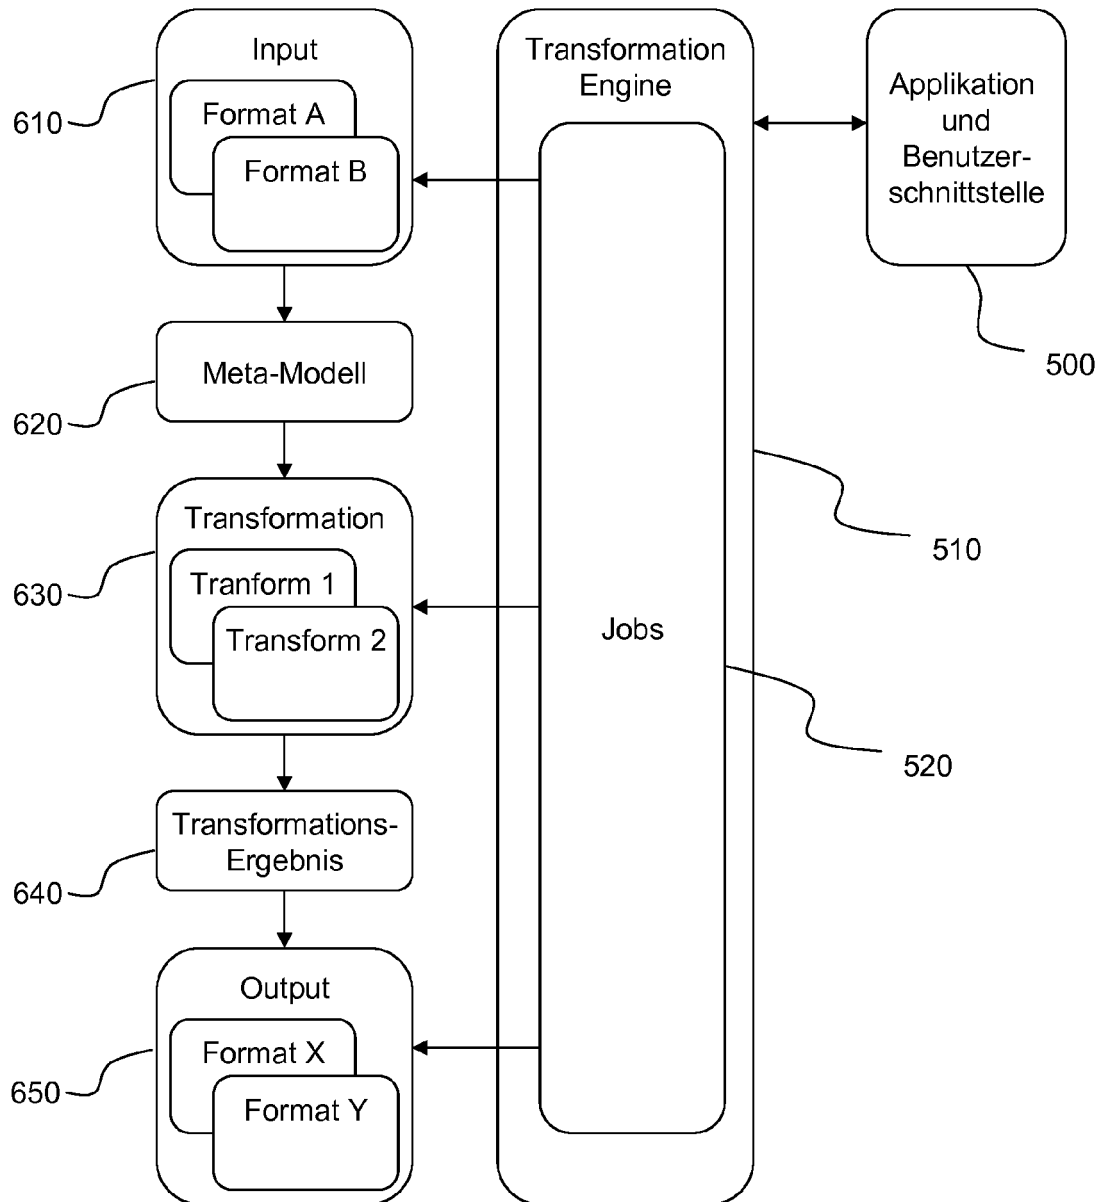 Input
Format A
Format B
610
Meta-Modell
620
Transformation
Tranform 1
Transform 2
630
Transformations-
Ergebnis
640
Output
Format X
Format Y
650
Transformation
Engine
Jobs
510
520
Applikation
und
Benutzer-
schnittstelle
500